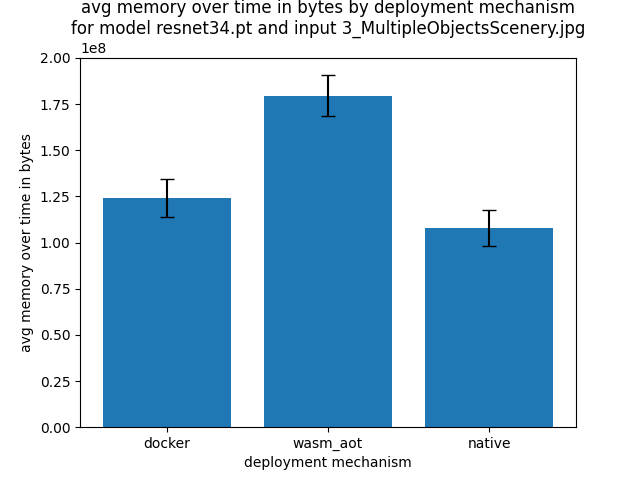 avg memory over time in bytes by deployment mechanism
for model resnet34.pt and input 3_MultipleObjectsScenery.jpg
1e8
2.00
1.75
1.50
1.25
1.00
0.75
0.50
0.25
0.00
avg memory over time in bytes
docker
wasm_aot
native
deployment mechanism